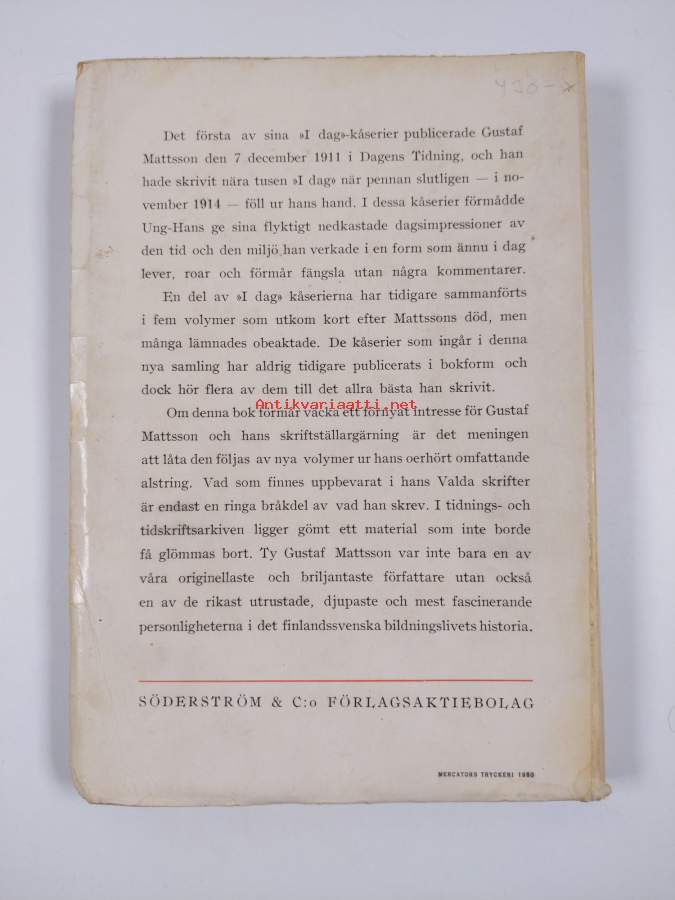 420-x
Det första av sina »I dag»-kåserier publicerade Gustaf
Mattsson den 7 december 1911 i Dagens Tidning, och han
hade skrivit nära tusen »I dag» när pennan slutligen — i no-
vember 1914 — föll ur hans hand. I dessa kåserier förmådde
Ung-Hans ge sina flyktigt nedkastade dagsimpressioner av
den tid och den miljö han verkade i en form som ännu i dag
lever, roar och förmår fängsla utan några kommentarer.
En del av »I dag» kåserierna har tidigare sammanförts
i fem volymer som utkom kort efter Mattssons död, men
många lämnades obeaktade. De kåserier som ingår i denna
nya samling har aldrig tidigare publicerats i bokform och
dock hör flera av dem till det allra bästa han skrivit.
Antikvariaatti.net
Om denna bok förmår väcka ett förnyat intresse för Gustaf
Mattsson och hans skriftställargärning är det meningen
att låta den följas av nya volymer ur hans oerhört omfattande
alstring. Vad som finnes uppbevarat i hans Valda skrifter
är endast en ringa bråkdel av vad han skrev. I tidnings- och
tidskriftsarkiven ligger gömt ett material som inte borde
få glömmas bort. Ty Gustaf Mattsson var inte bara en av
våra originellaste och briljantaste författare utan också
en av de rikast utrustade, djupaste och mest fascinerande
personligheterna i det finlandssvenska bildningslivets historia.
SÖDERSTRÖM & C:o FÖRLAGSAKTIEBOLAG
MERCATORS TRYCKERI 1950